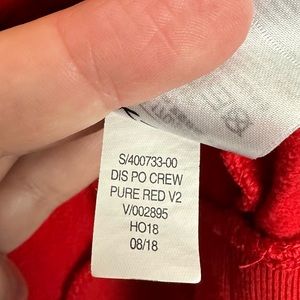 S/400733-00
DIS PO CREW
PURE RED V2
V/002895
HO18
08/18